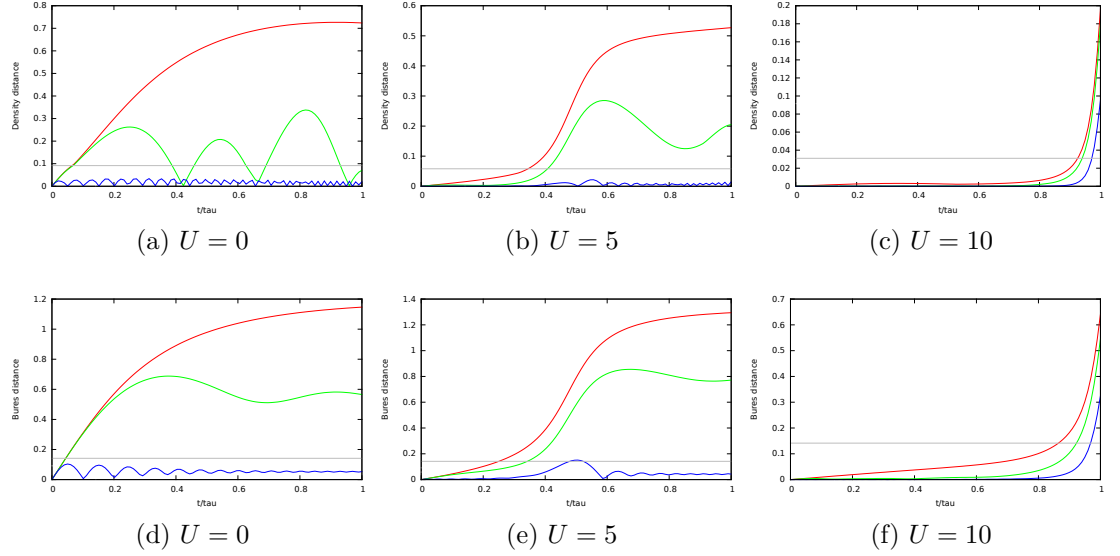 Density distance
0.8
0.7
0.6
0.5
0.4
0.3
0.2
0.1
0
0 0.2 0.4 0.6 0.8 1
t/tau
(a) U = 0
Density distance
0.6
0.5
0.4
0.3
0.2
0.1
0
0 0.2 0.4 0.6 0.8 1
t/tau
(b) U = 5
Density distance
0.2
0.18
0.16
0.14
0.12
0.1
0.08
0.06
0.04
0.02
0
0 0.2 0.4 0.6 0.8 1
t/tau
(c) U = 10
Bures distance
1.2
1
0.8
0.6
0.4
0.2
0
0 0.2 0.4 0.6 0.8 1
t/tau
(d) U = 0
Bures distance
1.4
1.2
1
0.8
0.6
0.4
0.2
0
0 0.2 0.4 0.6 0.8 1
t/tau
(e) U = 5
Bures distance
0.7
0.6
0.5
0.4
0.3
0.2
0.1
0
0 0.2 0.4 0.6 0.8 1
t/tau
(f) U = 10